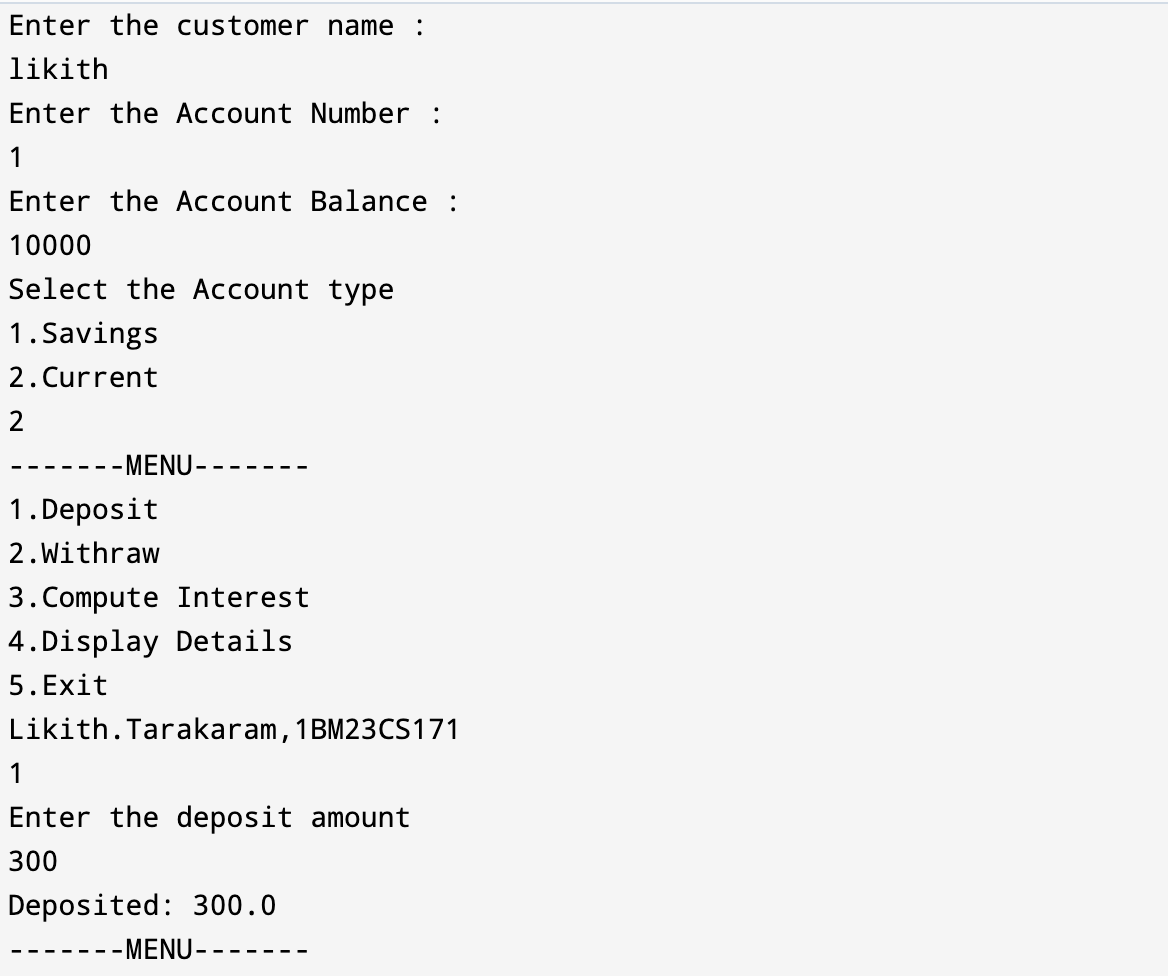 Enter the customer name :
likith
Enter the Account Number :
1
Enter the Account Balance :
10000
Select the Account type
1.Savings
2.Current
2
-------MENU-------
1.Deposit
2.Withraw
3.Compute Interest
4.Display Details
5.Exit
Likith.Tarakaram,1BM23CS171
1
Enter the deposit amount
300
Deposited: 300.0
-------MENU-------